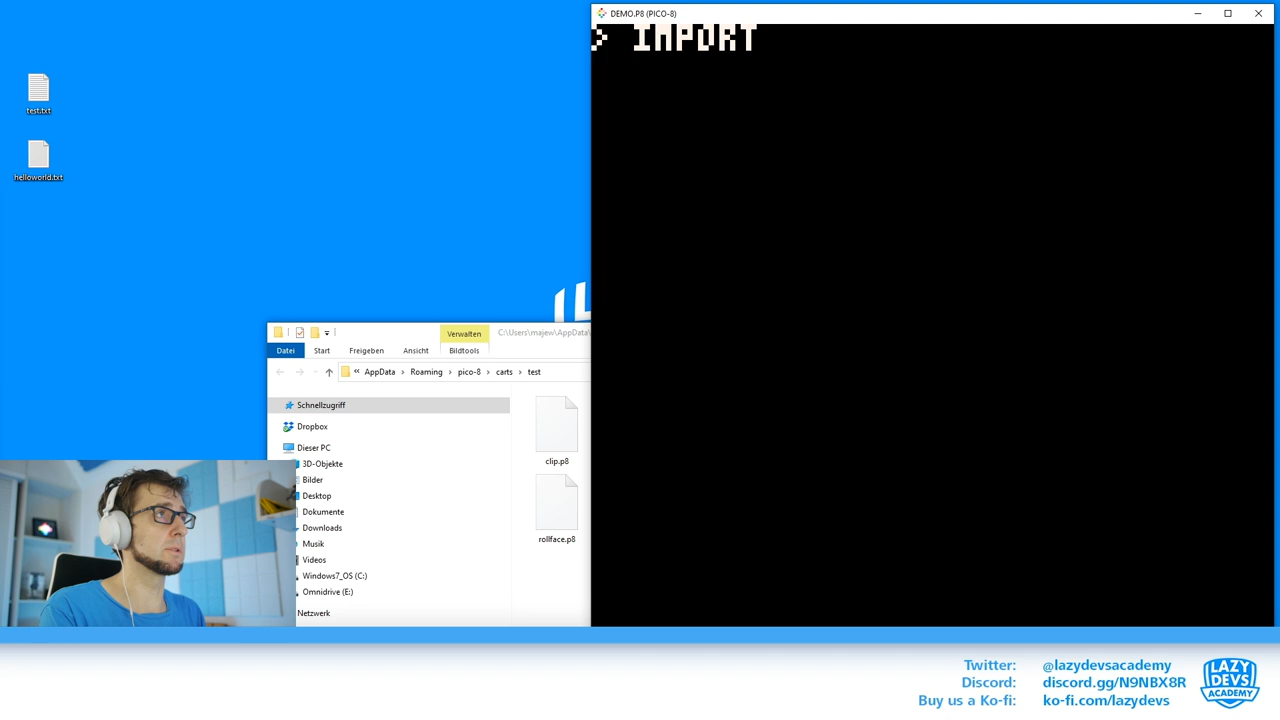 DEMO.P8 (PICO-8)
> IMPORT
test.txt
helloworld.txt
Verwalten
C:\Users\majew\AppData\
Datei
Start
Freigeben
Ansicht
Bildtools
« AppData > Roaming > pico-8 > carts > test
Schnellzugriff
Dropbox
Dieser PC
3D-Objekte
Bilder
Desktop
Dokumente
Downloads
Musik
Videos
Windows7_OS (C:)
Omnidrive (E:)
Netzwerk
clip.p8
rollface.p8
Twitter: @lazydevsacademy
Discord: discord.gg/N9NBX8R
Buy us a Ko-fi: ko-fi.com/lazydevs
LAZY
DEVS
ACADEMY